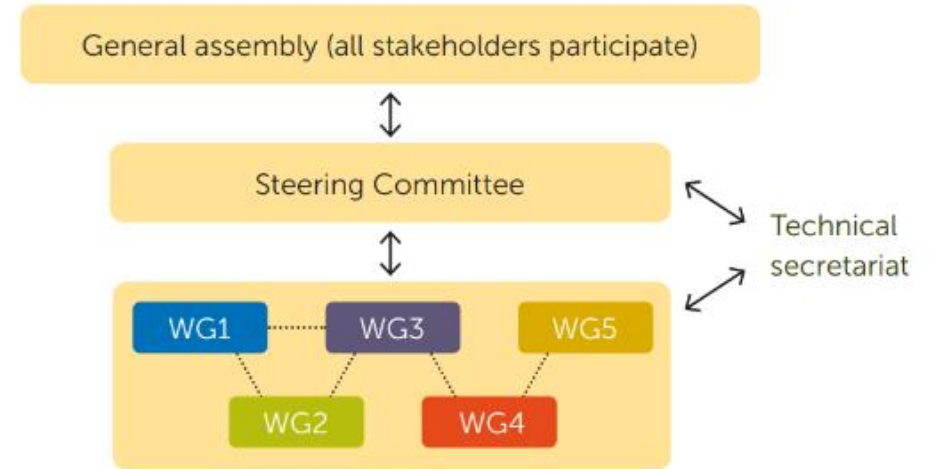 General assembly (all stakeholders participate)
Steering Committee
Technical
secretariat
WG1
WG3
WG5
WG2
WG4